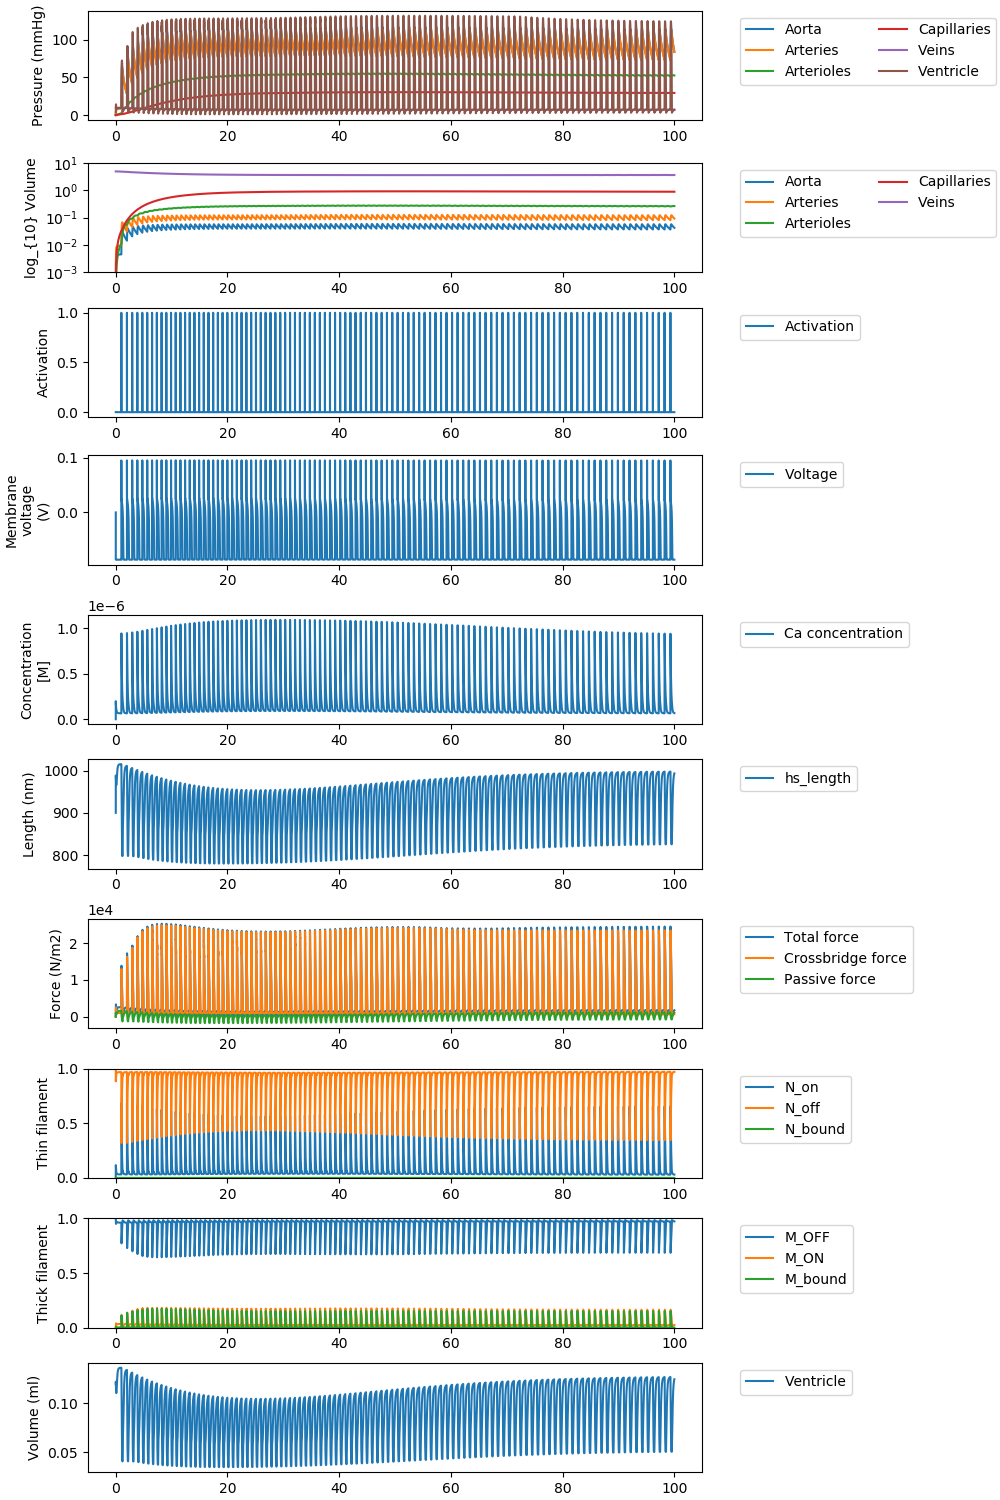 Pressure (mmHg)
100
50
0
0 20 40 60 80 100
Aorta Capillaries
Arteries Veins
Arterioles Ventricle
log_{10} Volume
10^1
10^0
10^−1
10^−2
10^−3
0 20 40 60 80 100
Aorta Capillaries
Arteries Veins
Arterioles
Activation
1.0
0.5
0.0
0 20 40 60 80 100
Activation
Membrane
voltage
(V)
0.1
0.0
0 20 40 60 80 100
Voltage
1e−6
Concentration
[M]
1.0
0.5
0.0
0 20 40 60 80 100
Ca concentration
Length (nm)
1000
900
800
0 20 40 60 80 100
hs_length
1e4
Force (N/m2)
2
1
0
0 20 40 60 80 100
Total force
Crossbridge force
Passive force
Thin filament
1.0
0.5
0.0
0 20 40 60 80 100
N_on
N_off
N_bound
Thick filament
1.0
0.5
0.0
0 20 40 60 80 100
M_OFF
M_ON
M_bound
Volume (ml)
0.10
0.05
0 20 40 60 80 100
Ventricle